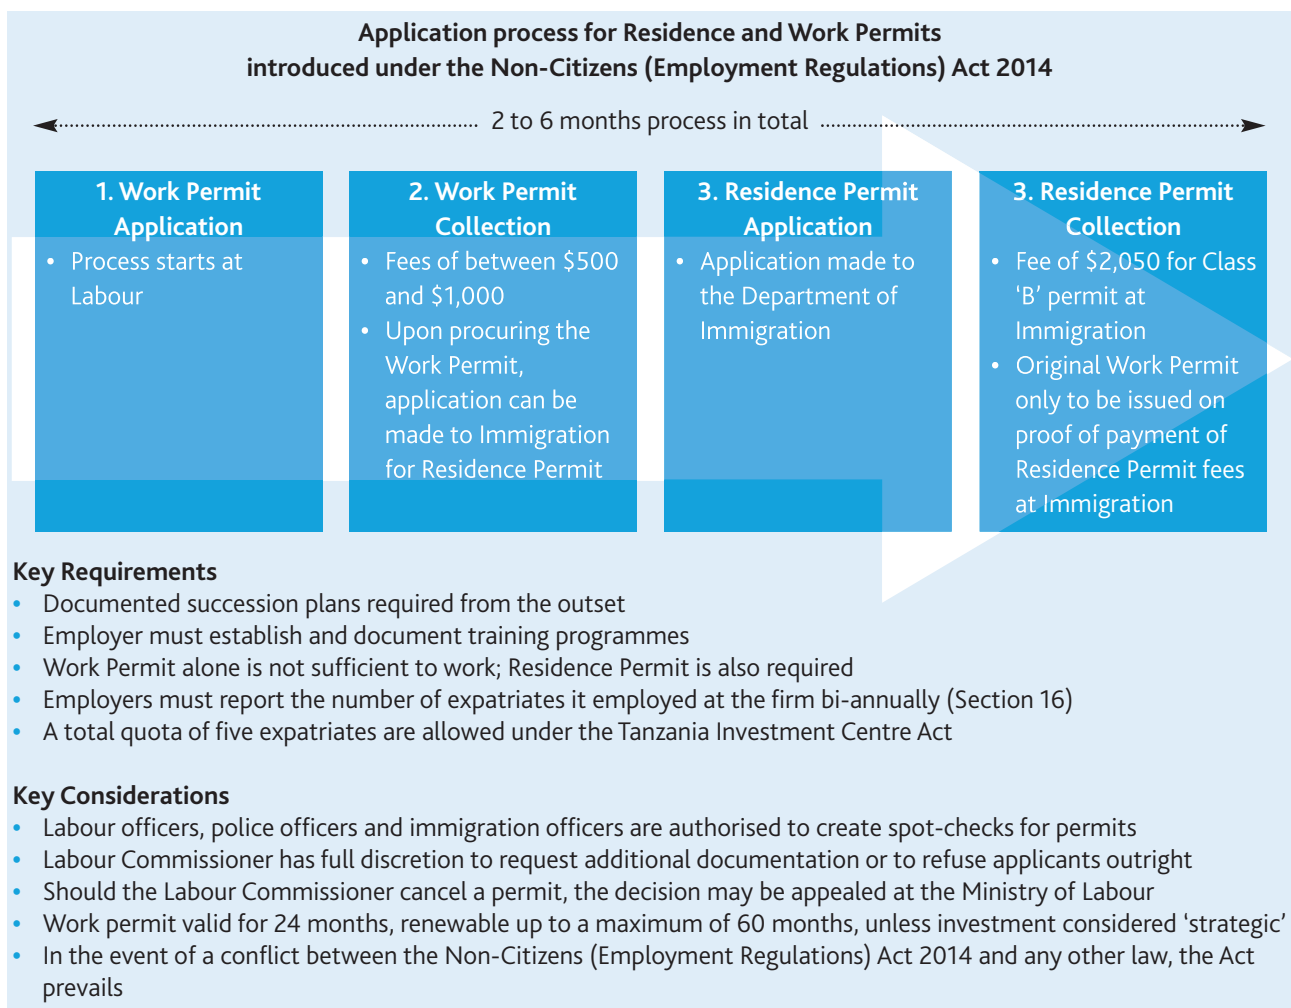 Application process for Residence and Work Permits
introduced under the Non-Citizens (Employment Regulations) Act 2014
2 to 6 months process in total
1. Work Permit
Application
• Process starts at
Labour
2. Work Permit
Collection
• Fees of between $500
and $1,000
• Upon procuring the
Work Permit,
application can be
made to Immigration
for Residence Permit
3. Residence Permit
Application
• Application made to
the Department of
Immigration
3. Residence Permit
Collection
• Fee of $2,050 for Class
‘B’ permit at
Immigration
• Original Work Permit
only to be issued on
proof of payment of
Residence Permit fees
at Immigration
Key Requirements
• Documented succession plans required from the outset
• Employer must establish and document training programmes
• Work Permit alone is not sufficient to work; Residence Permit is also required
• Employers must report the number of expatriates it employed at the firm bi-annually (Section 16)
• A total quota of five expatriates are allowed under the Tanzania Investment Centre Act
Key Considerations
• Labour officers, police officers and immigration officers are authorised to create spot-checks for permits
• Labour Commissioner has full discretion to request additional documentation or to refuse applicants outright
• Should the Labour Commissioner cancel a permit, the decision may be appealed at the Ministry of Labour
• Work permit valid for 24 months, renewable up to a maximum of 60 months, unless investment considered ‘strategic’
• In the event of a conflict between the Non-Citizens (Employment Regulations) Act 2014 and any other law, the Act
prevails